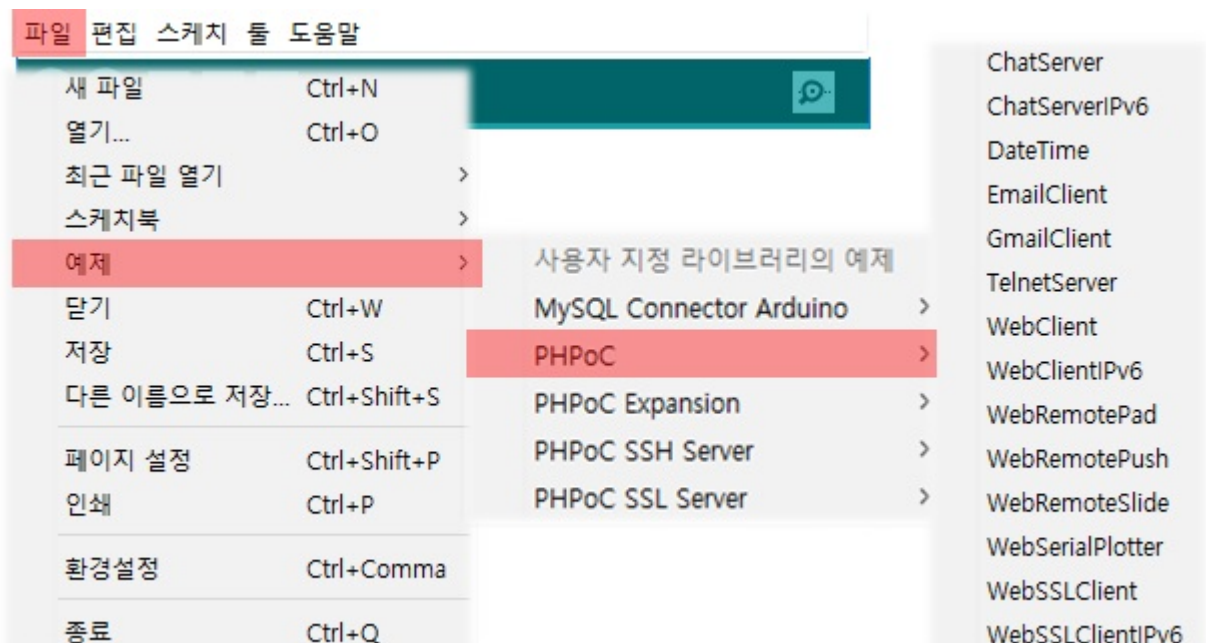 파일 편집 스케치 툴 도움말
새 파일 Ctrl+N
열기... Ctrl+O
최근 파일 열기 >
스케치북 >
예제 >
닫기 Ctrl+W
저장 Ctrl+S
다른 이름으로 저장... Ctrl+Shift+S
페이지 설정 Ctrl+Shift+P
인쇄 Ctrl+P
환경설정 Ctrl+Comma
종료 Ctrl+Q
사용자 지정 라이브러리의 예제
MySQL Connector Arduino >
PHPoC >
PHPoC Expansion >
PHPoC SSH Server >
PHPoC SSL Server >
ChatServer
ChatServerIPv6
DateTime
EmailClient
GmailClient
TelnetServer
WebClient
WebClientIPv6
WebRemotePad
WebRemotePush
WebRemoteSlide
WebSerialPlotter
WebSSLClient
WebSSLClientIPv6